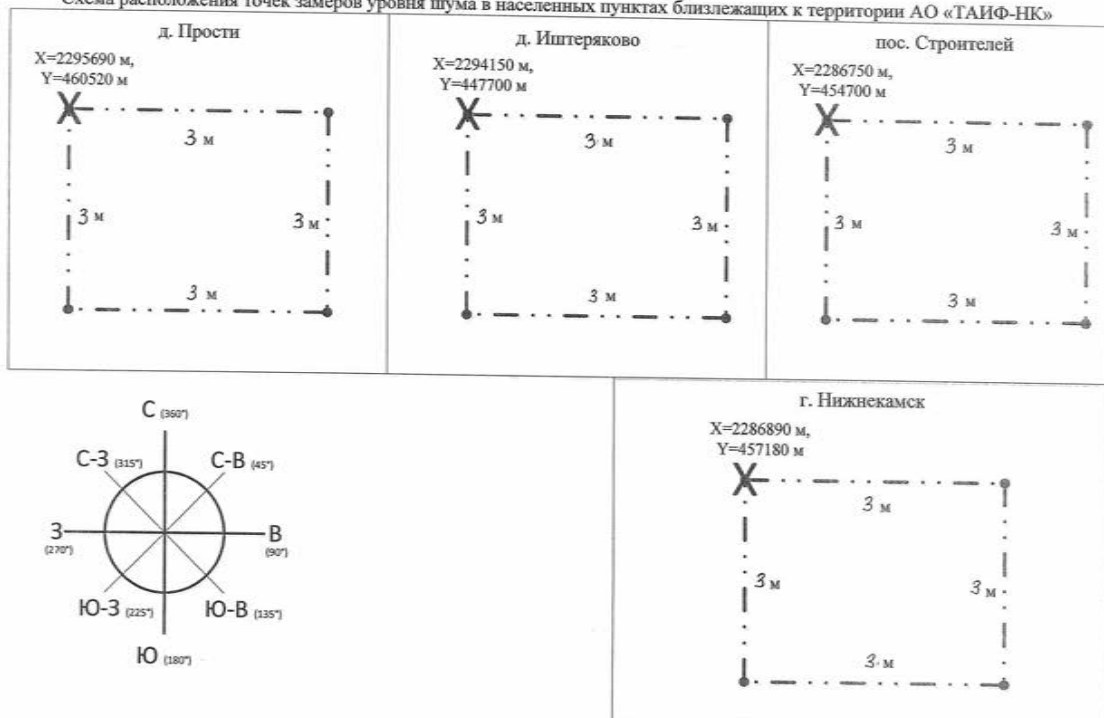 Схема расположения точек замеров уровня шума в населенных пунктах близлежащих к территории АО «ТАИФ-НК»
д. Прости
X=2295690 м,
Y=460520 м
3 м
3 м
3 м
3 м
д. Иштеряково
X=2294150 м,
Y=447700 м
3 м
3 м
3 м
3 м
пос. Строителей
X=2286750 м,
Y=454700 м
3 м
3 м
3 м
3 м
С (360°)
С-З (315°) С-В (45°)
З В
(270°) (90°)
Ю-З (225°) Ю-В (135°)
Ю (180°)
г. Нижнекамск
X=2286890 м,
Y=457180 м
3 м
3 м
3 м
3 м